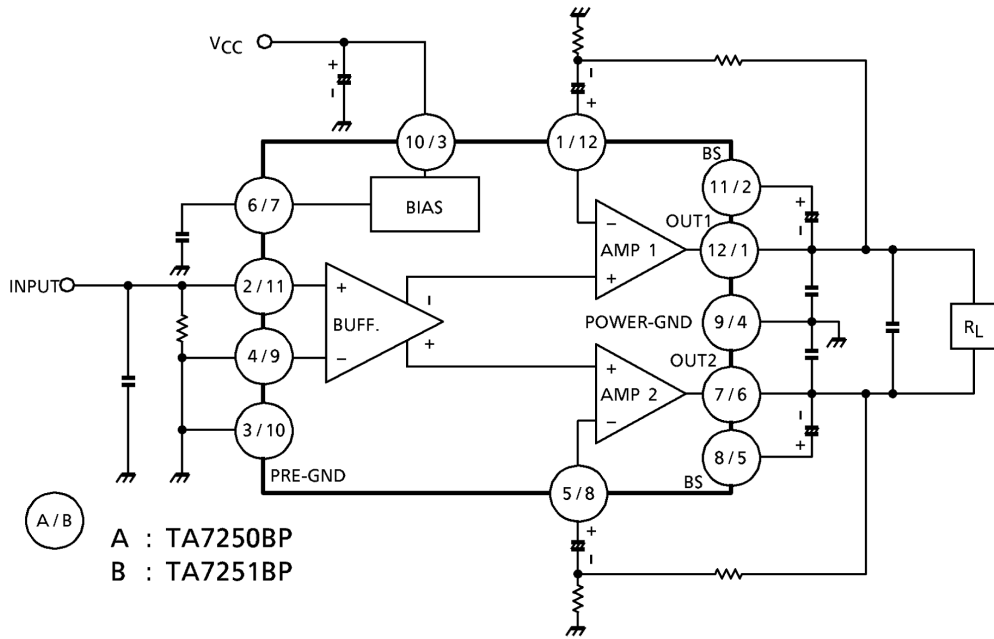 VCC
+
−
−
+
10 / 3
1 / 12
BS
11 / 2
+
−
6 / 7
BIAS
OUT1
−
AMP 1
+
12 / 1
INPUT
2 / 11
+
BUFF.
−
−
+
POWER-GND
9 / 4
RL
4 / 9
OUT2
+
AMP 2
−
7 / 6
3 / 10
−
+
8 / 5
BS
PRE-GND
5 / 8
+
−
A / B
A : TA7250BP
B : TA7251BP